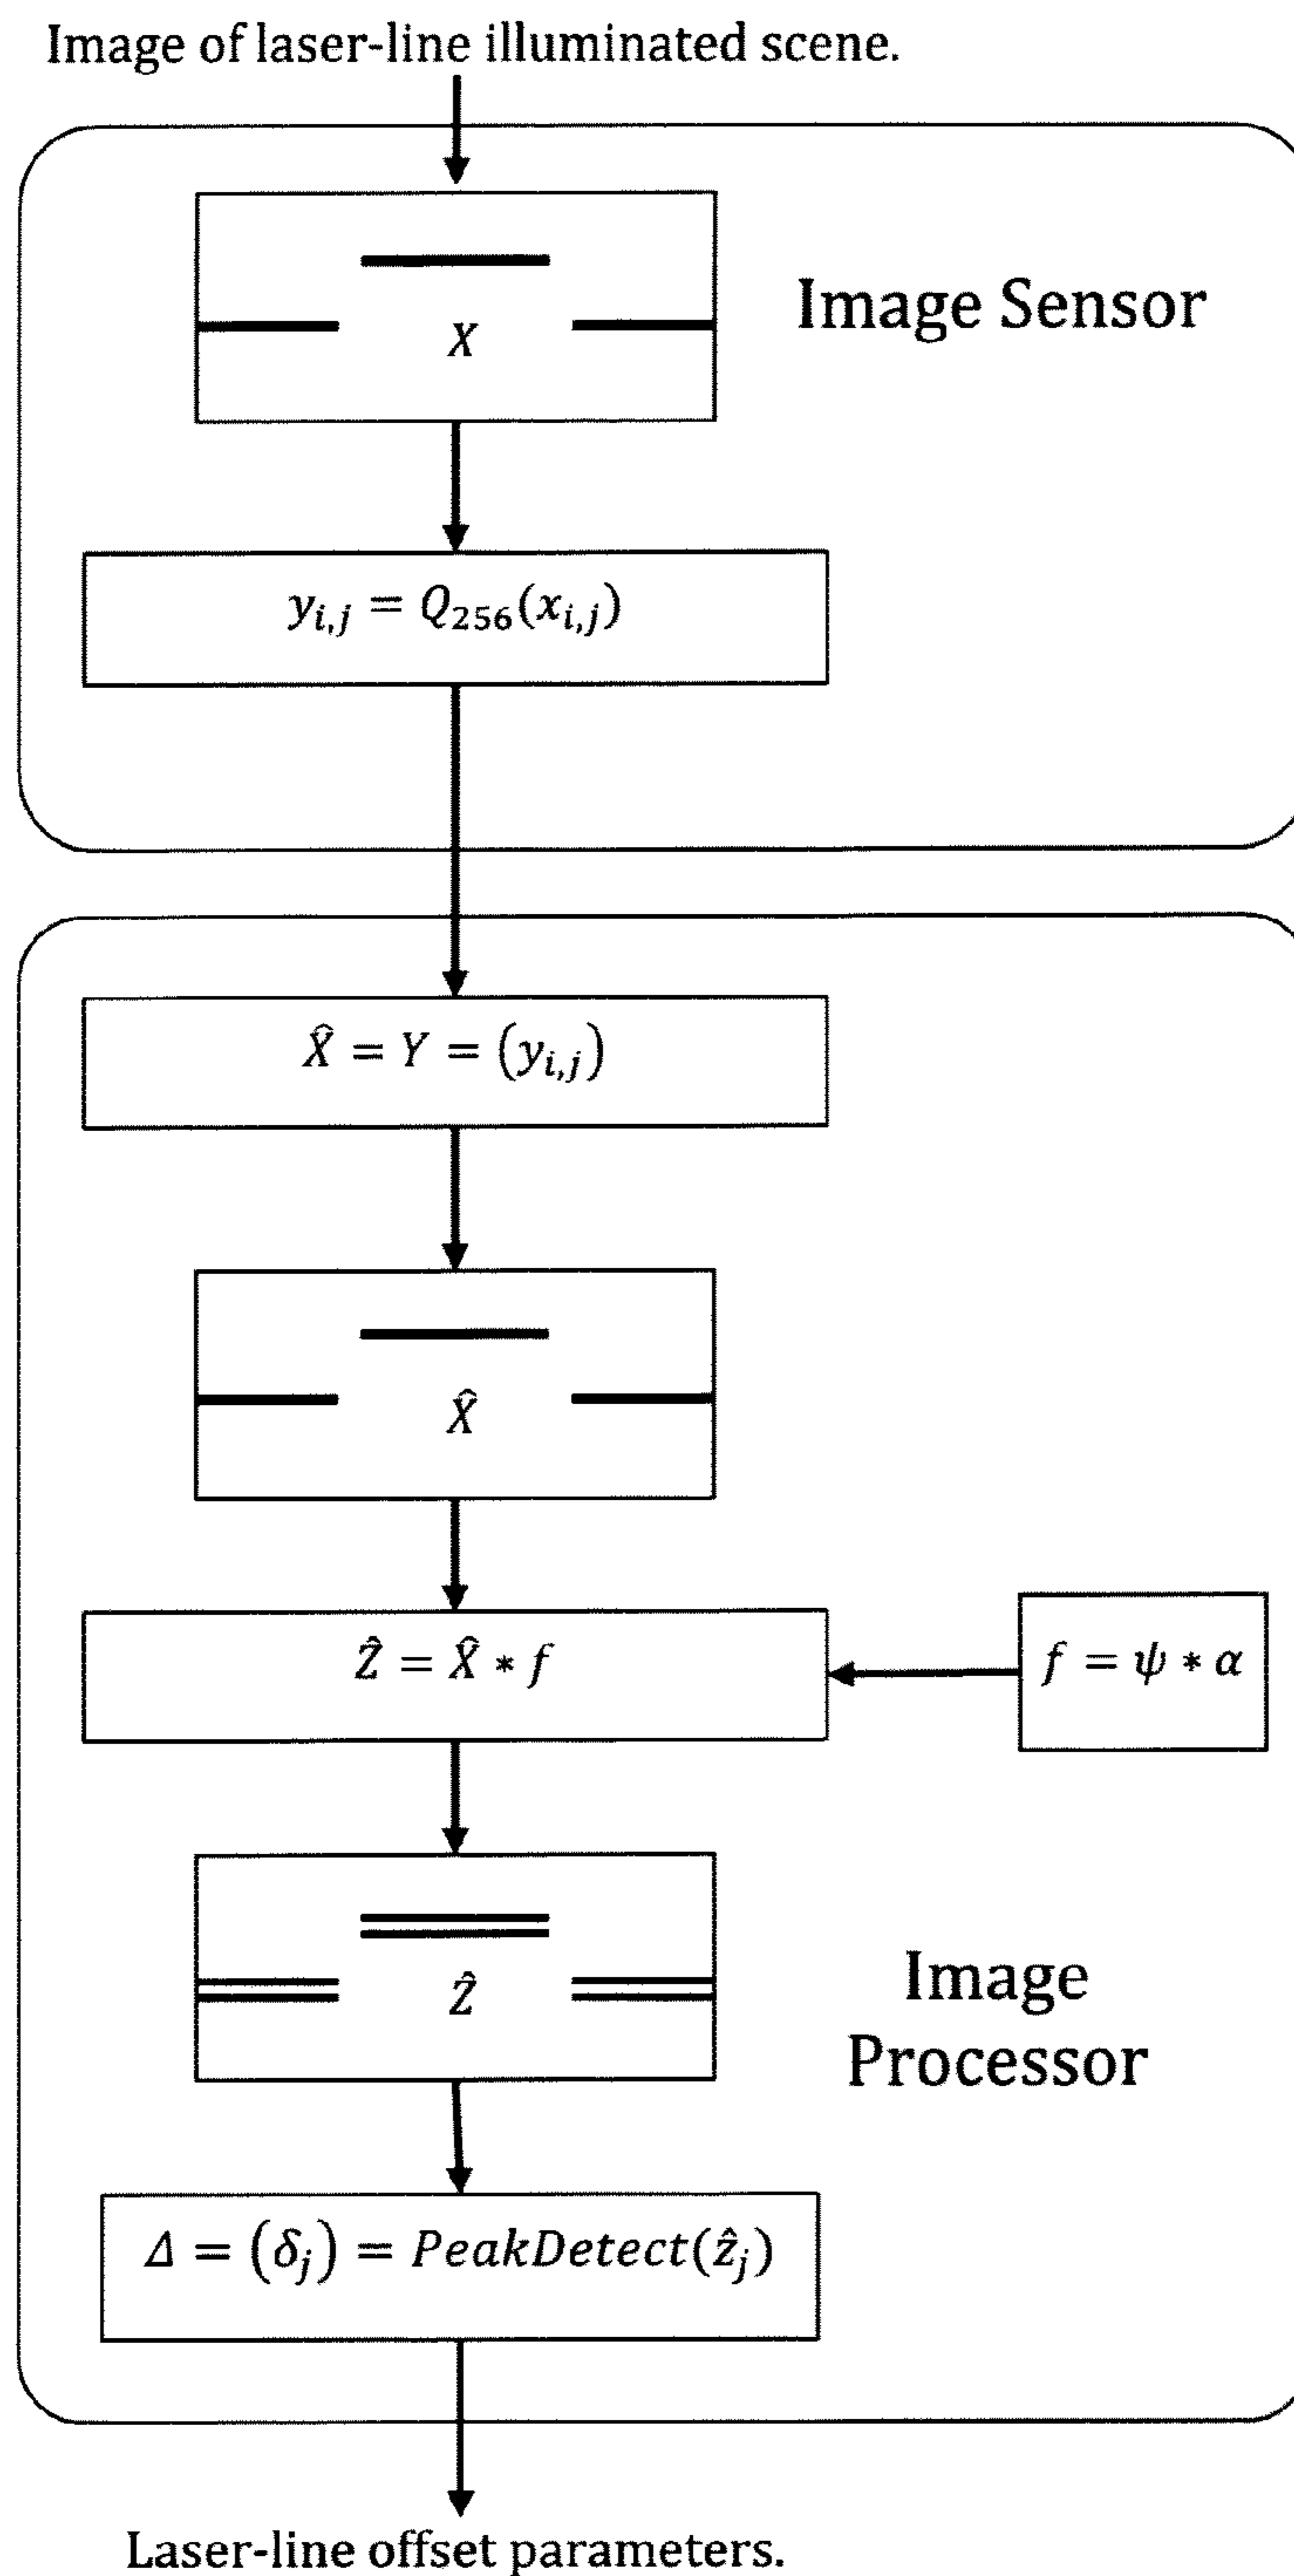 Image of laser-line illuminated scene.
X
Image Sensor
y_{i,j} = Q_{256}(x_{i,j})
X̂ = Y = (y_{i,j})
X̂
Ẑ = X̂ * f
f = ψ * α
Ẑ
Image
Processor
Δ = (δ_j) = PeakDetect(ẑ_j)
Laser-line offset parameters.